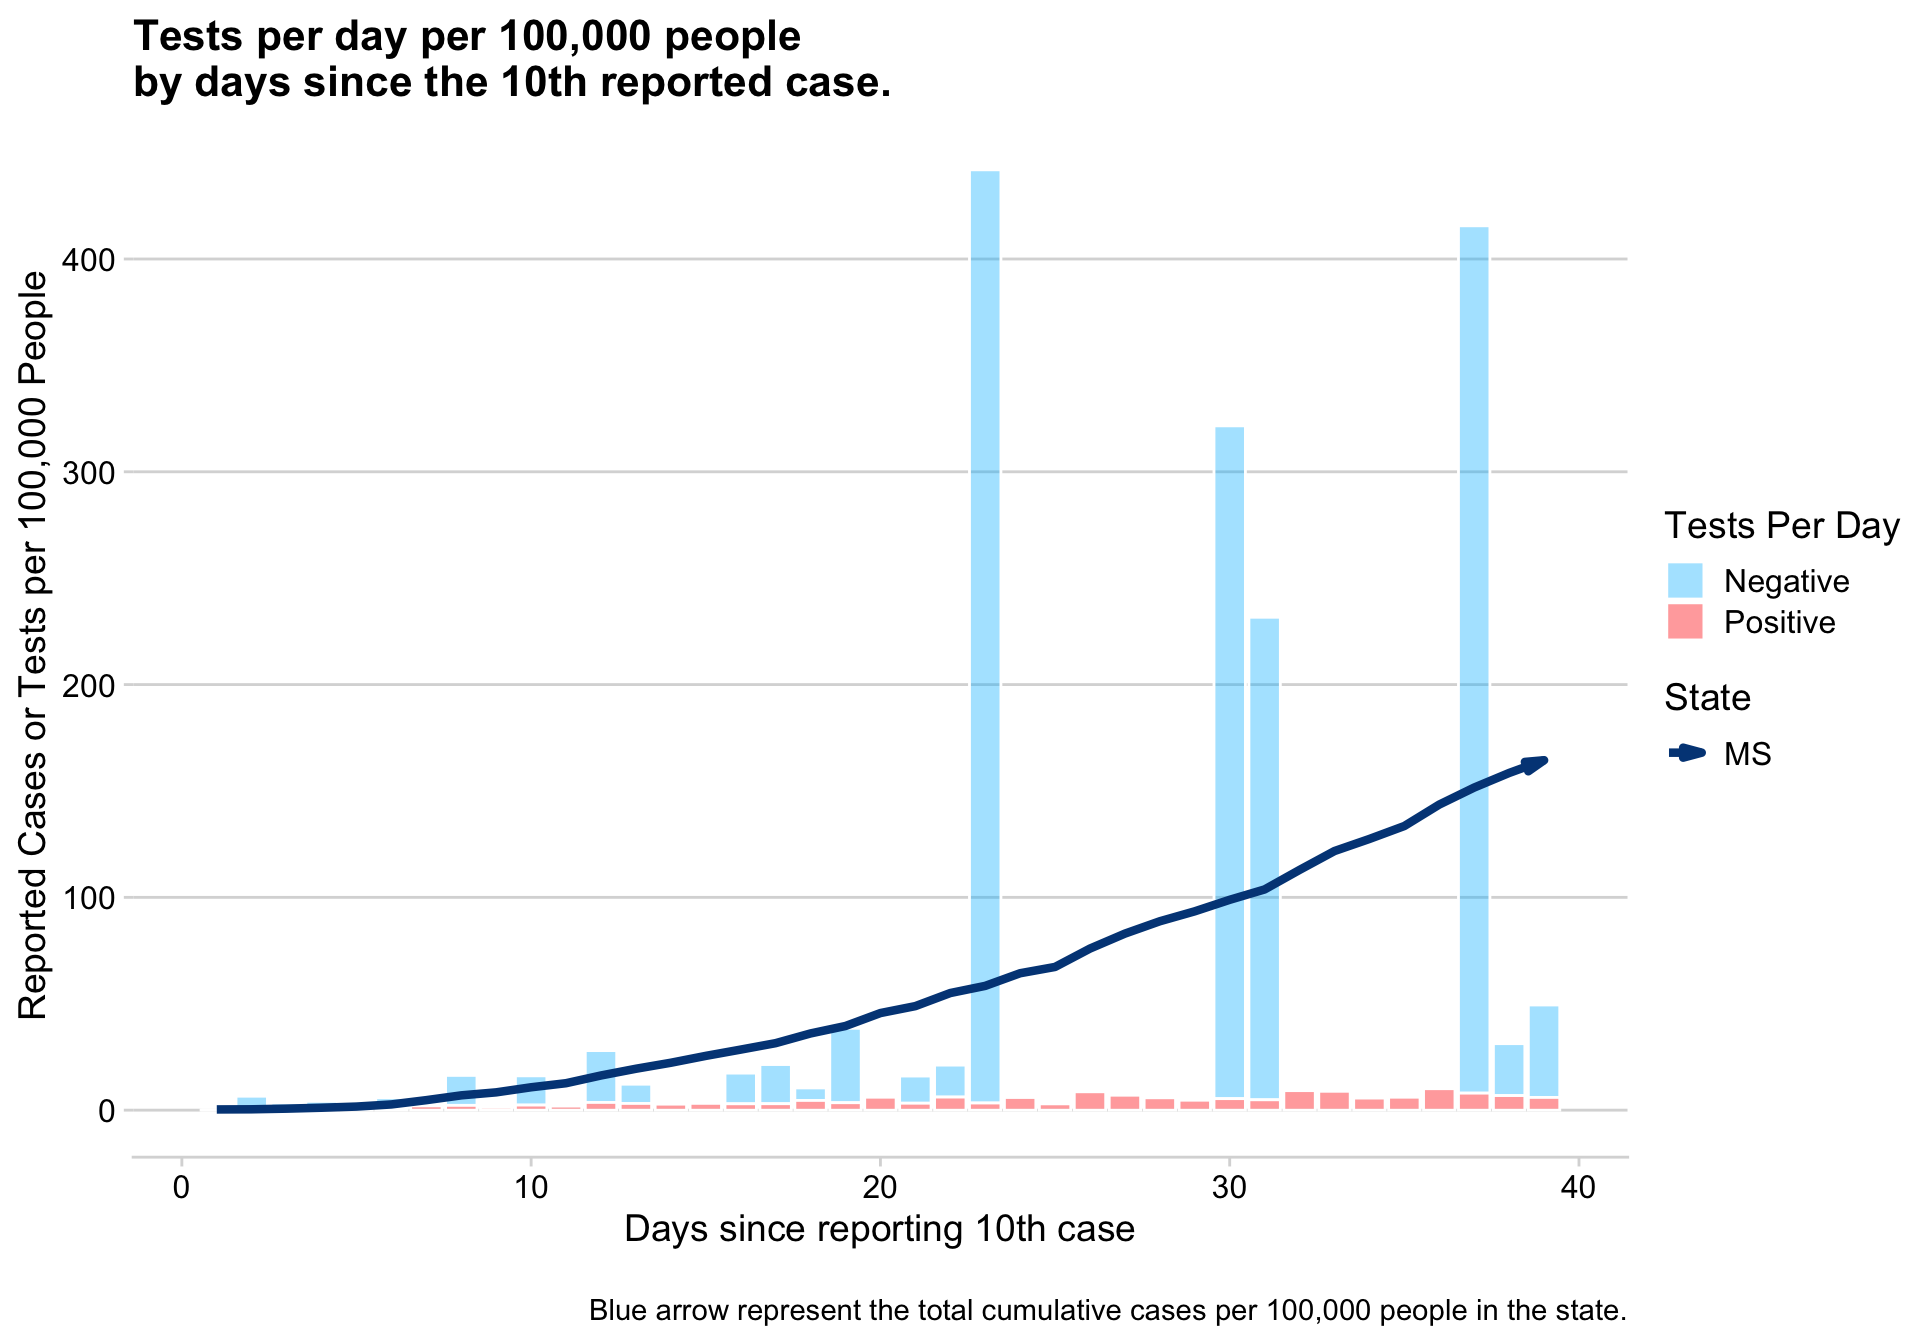 Tests per day per 100,000 people
by days since the 10th reported case.
Reported Cases or Tests per 100,000 People
400
300
200
100
0
0
10
20
30
40
Days since reporting 10th case
Tests Per Day
Negative
Positive
State
MS
Blue arrow represent the total cumulative cases per 100,000 people in the state.